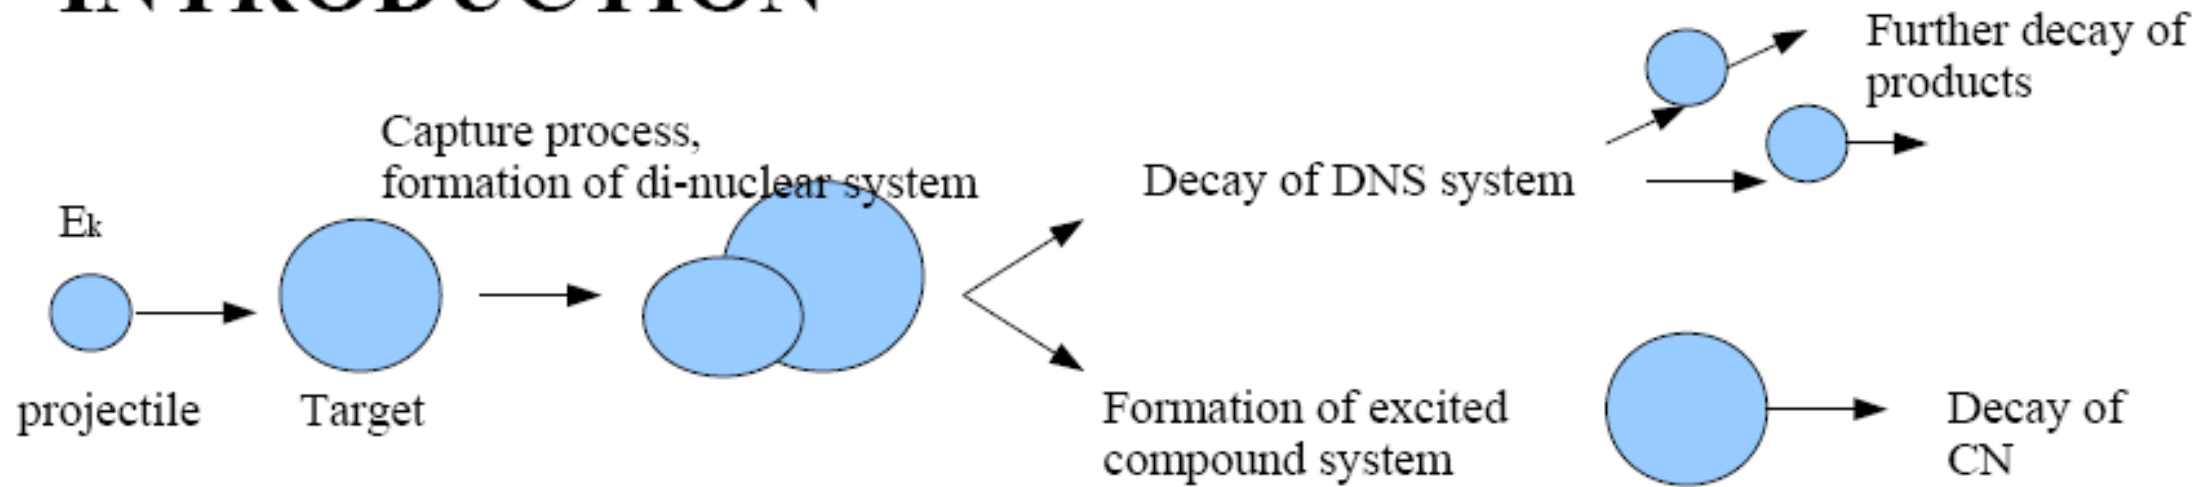 INTRODUCTION
Further decay of
products
Capture process,
formation of di-nuclear system
Decay of DNS system
Ek
projectile
Target
Formation of excited
compound system
Decay of
CN